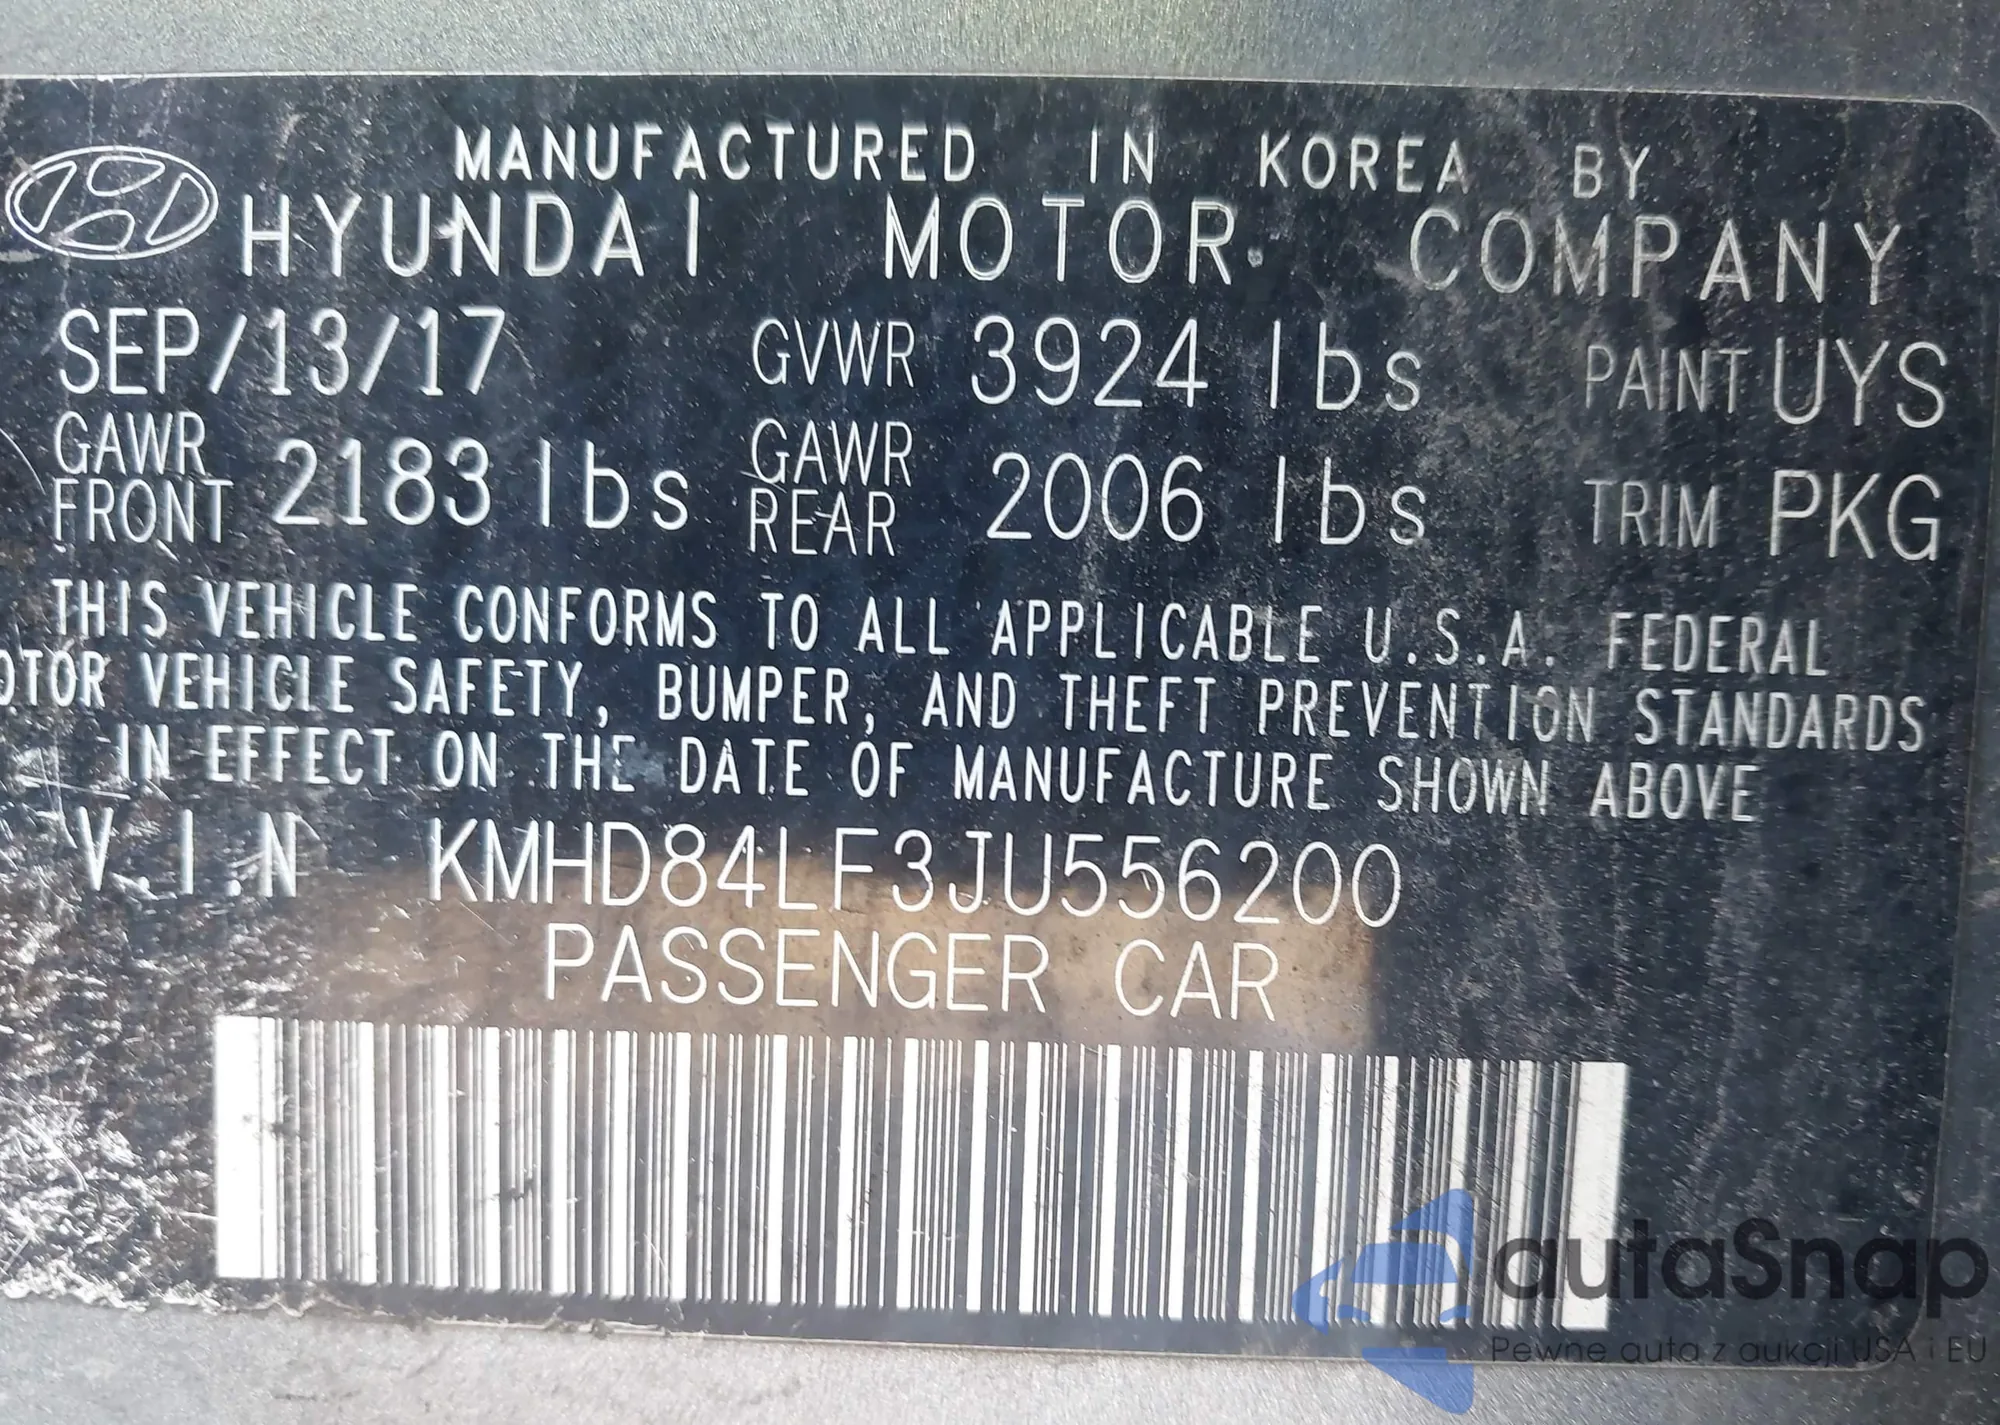 MANUFACTURED IN KOREA BY
HYUNDAI MOTOR COMPANY
SEP/13/17 GVWR 3924 lbs PAINT UYS
GAWR FRONT 2183 lbs GAWR REAR 2006 lbs TRIM PKG
THIS VEHICLE CONFORMS TO ALL APPLICABLE U.S.A. FEDERAL
OTOR VEHICLE SAFETY, BUMPER, AND THEFT PREVENTION STANDARDS
IN EFFECT ON THE DATE OF MANUFACTURE SHOWN ABOVE
V.I.N KMHD84LF3JU556200
PASSENGER CAR
autaSnap
Pewne auta z aukcji USA i EU